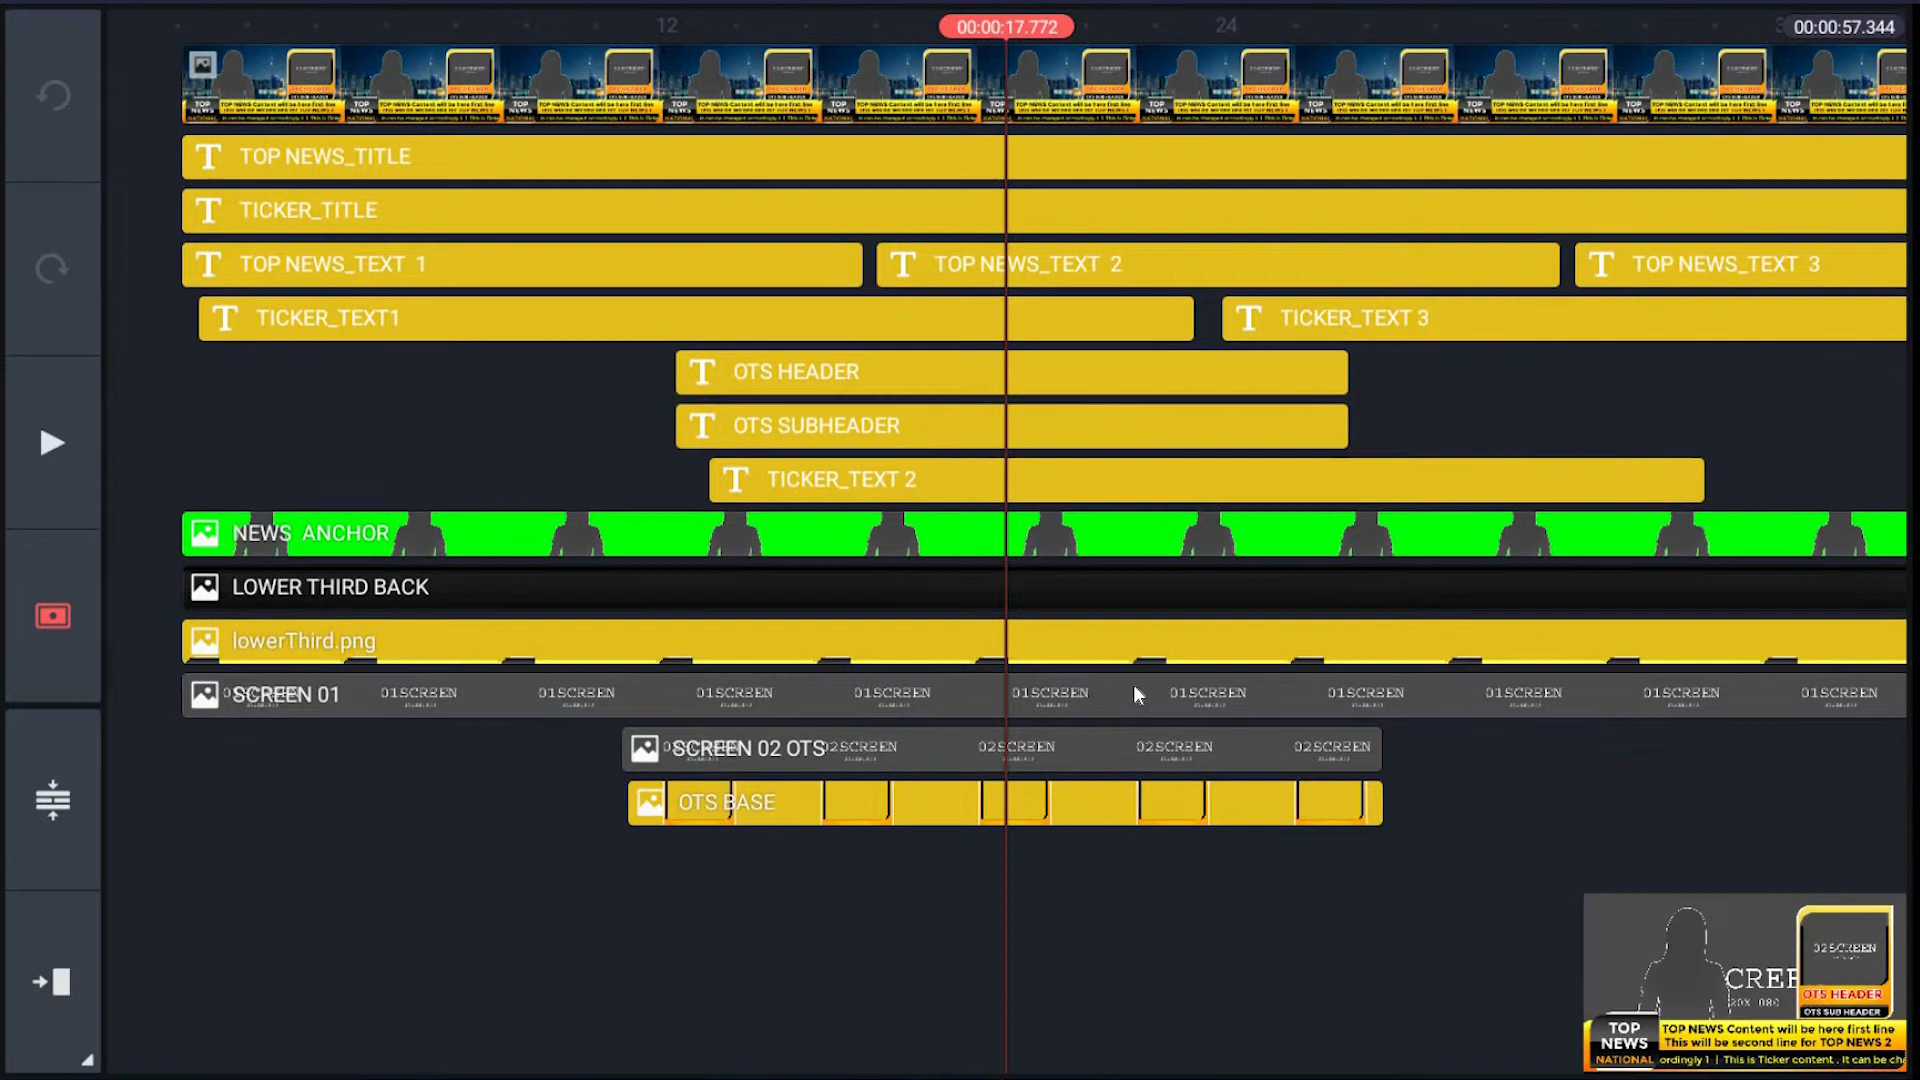 12
00:00:17.772
24
00:00:57.344
TOP NEWS_TITLE
TICKER_TITLE
TOP NEWS_TEXT 1
TOP NEWS_TEXT 2
TOP NEWS_TEXT 3
TICKER_TEXT1
TICKER_TEXT 3
OTS HEADER
OTS SUBHEADER
TICKER_TEXT 2
NEWS ANCHOR
LOWER THIRD BACK
lowerThird.png
SCREEN 01
01SCREEN 01SCREEN 01SCREEN 01SCREEN 01SCREEN 01SCREEN 01SCREEN 01SCREEN 01SCREEN 01SCREEN
SCREEN 02 OTS
02SCREEN 02SCREEN 02SCREEN 02SCREEN
OTS BASE
02SCREEN
CREE
OTS HEADER
OTS SUB HEADER
TOP NEWS
TOP NEWS Content will be here first line
This will be second line for TOP NEWS 2
NATIONAL
ordingly 1 | This is Ticker content . It can be cha